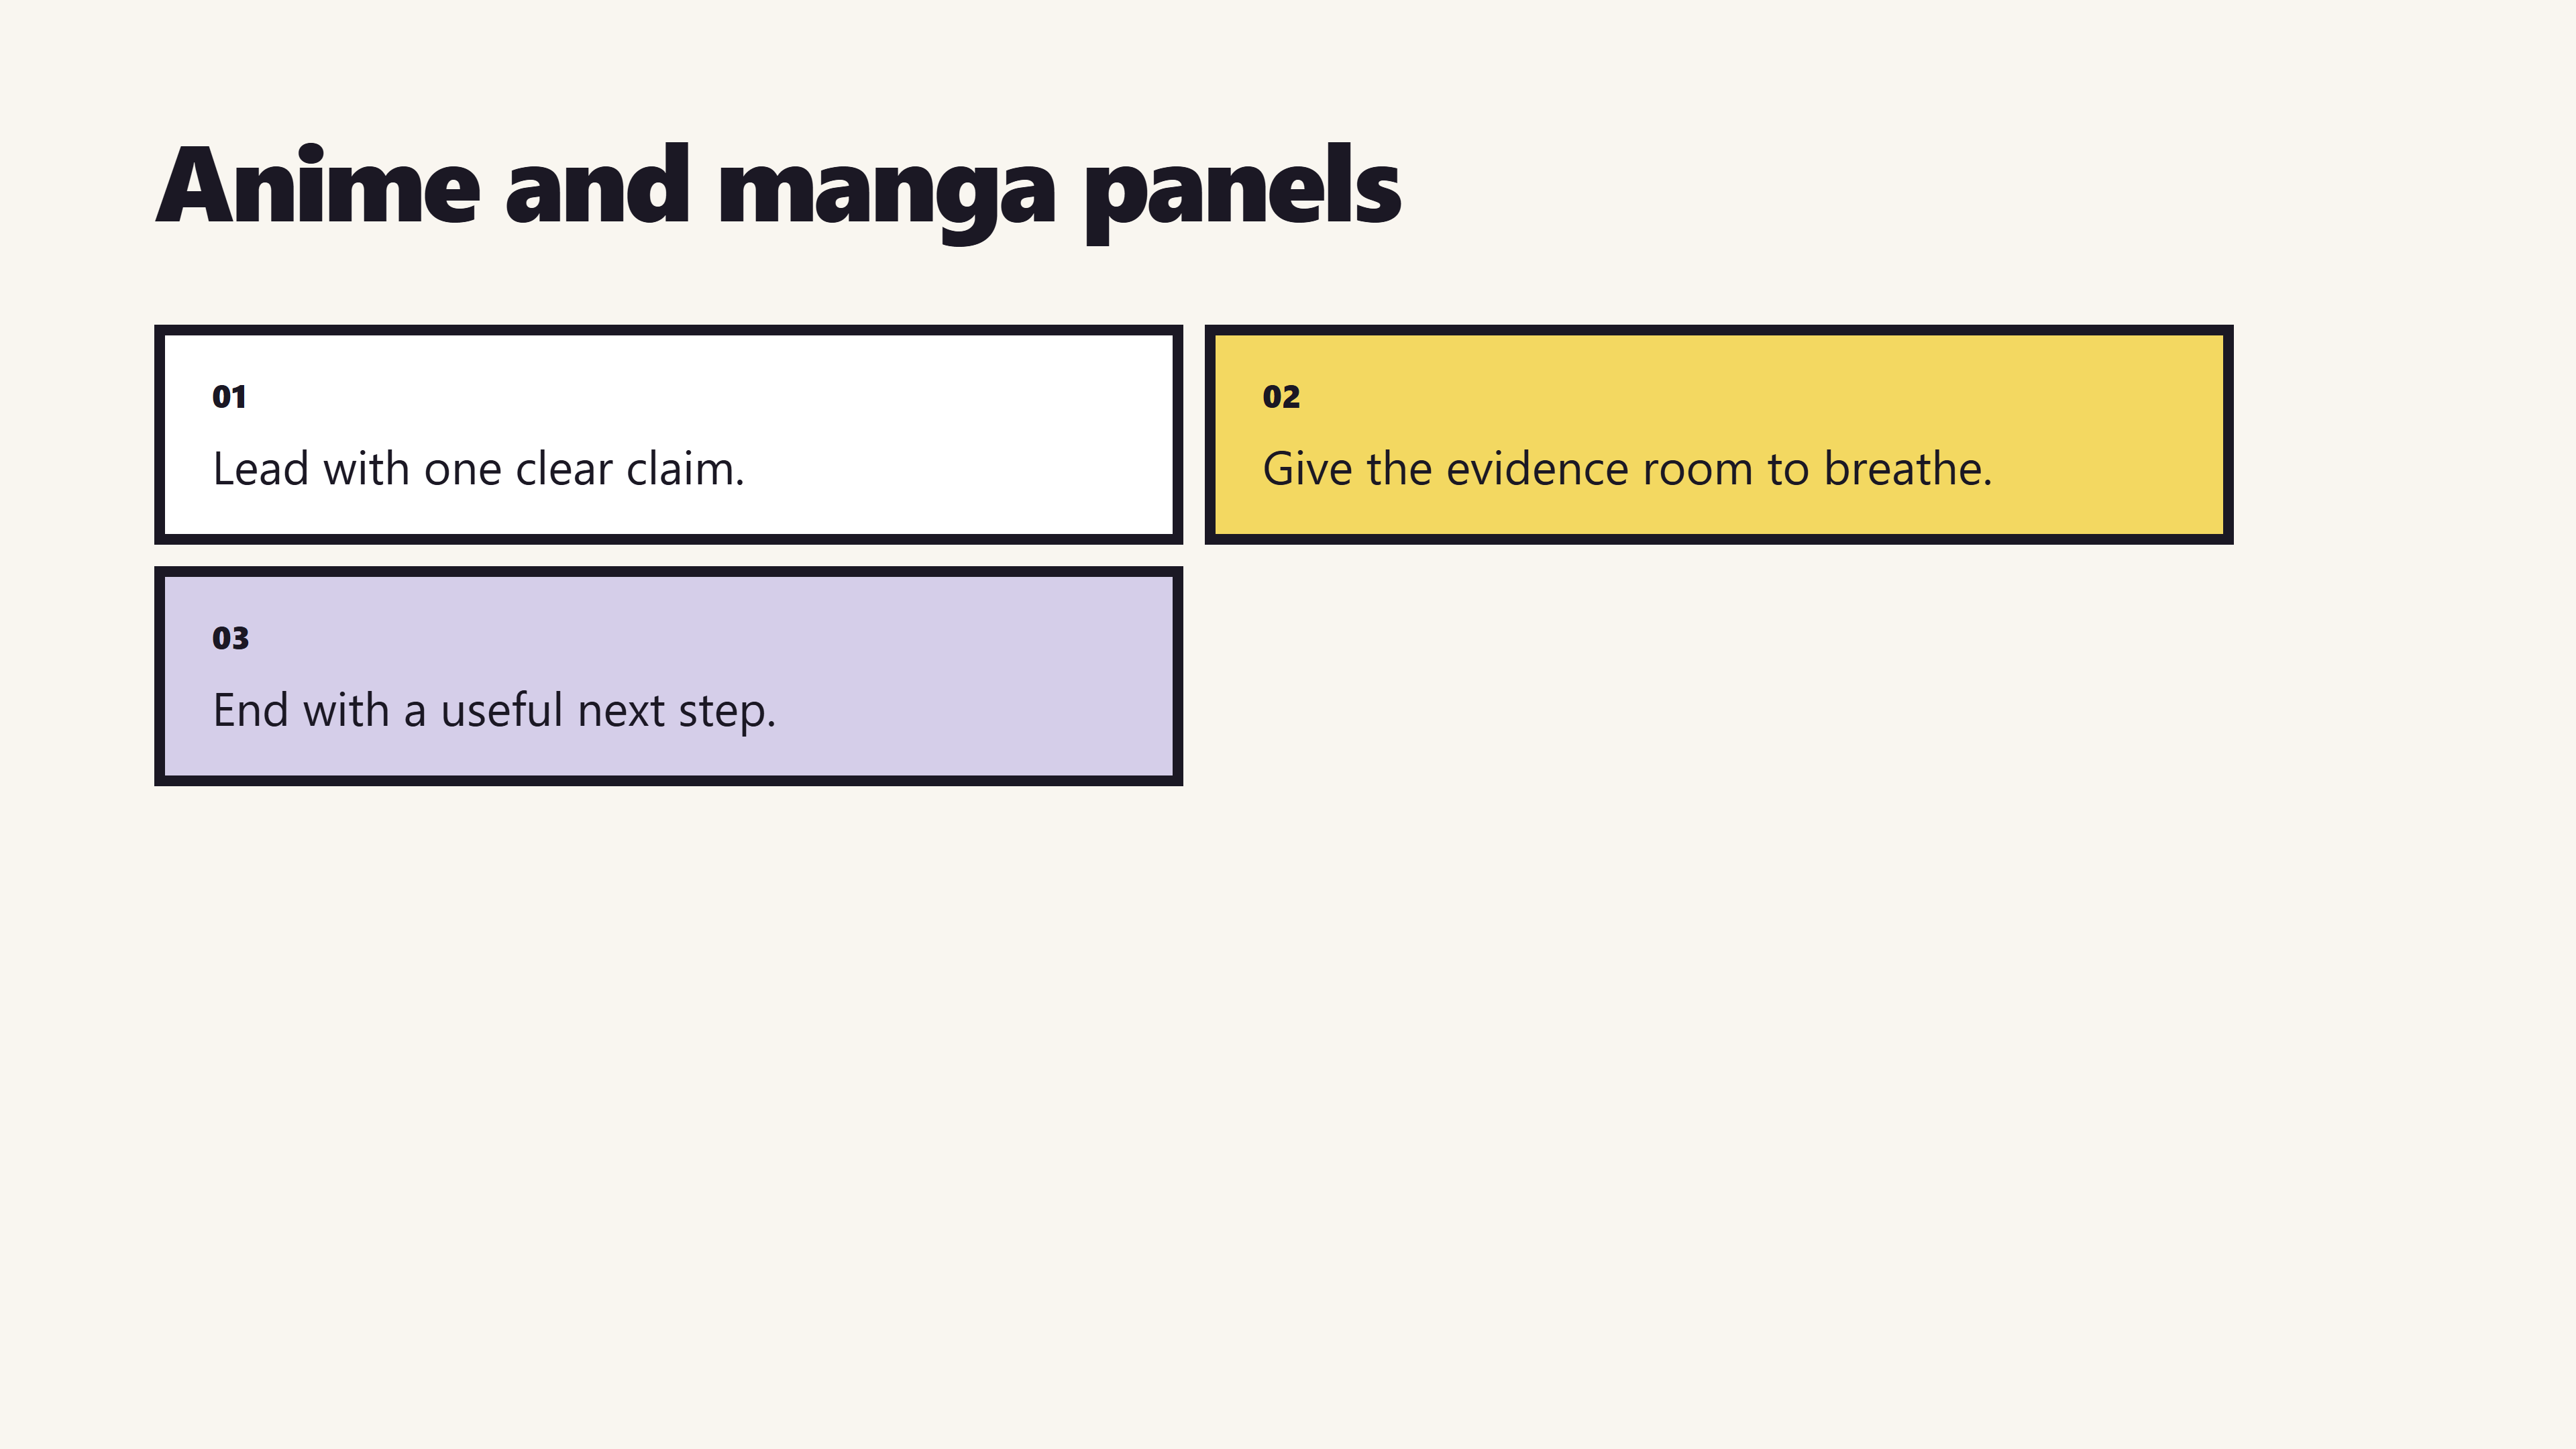 Anime and manga panels
01
Lead with one clear claim.
02
Give the evidence room to breathe.
03
End with a useful next step.